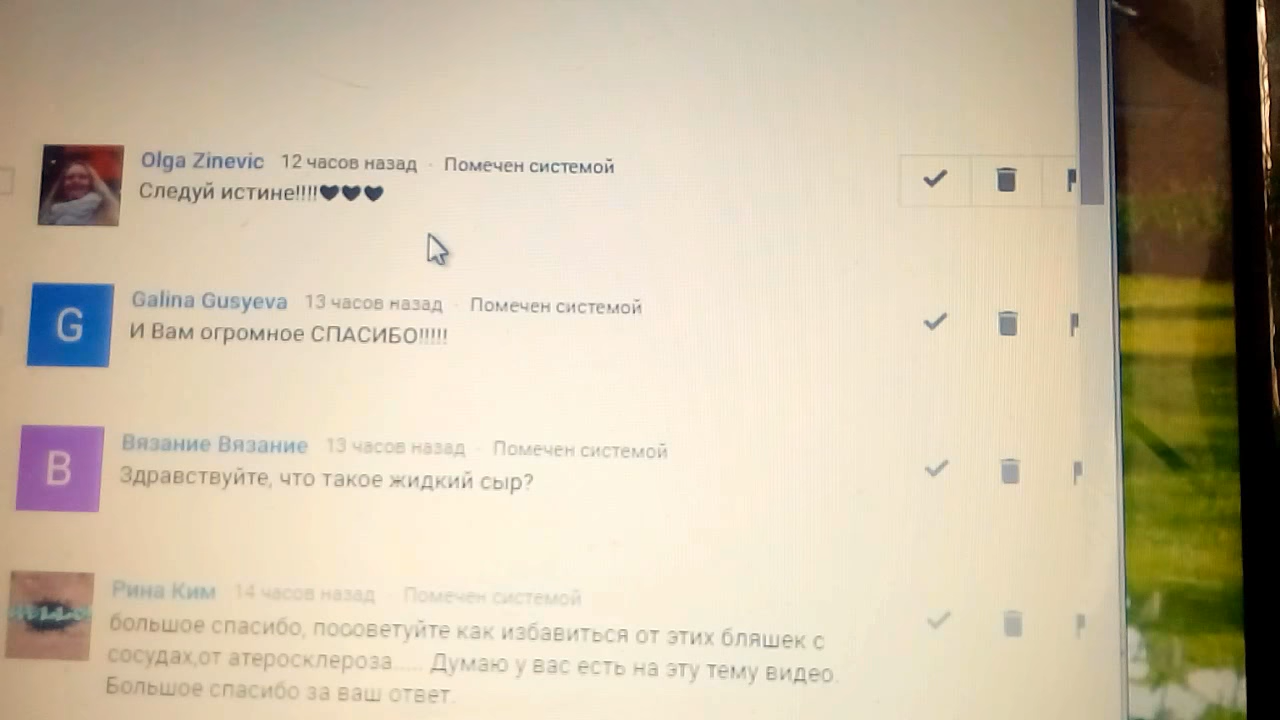 Olga Zinevic 12 часов назад · Помечен системой
Следуй истине!!!!🖤🖤🖤
G
Galina Gusyeva 13 часов назад · Помечен системой
И Вам огромное СПАСИБО!!!!!
В
Вязание Вязание 13 часов назад · Помечен системой
Здравствуйте, что такое жидкий сыр?
Рина Ким 14 часов назад · Помечен системой
большое спасибо, посоветуйте как избавиться от этих бляшек с
сосудах,от атеросклероза..... Думаю у вас есть на эту тему видео.
Большое спасибо за ваш ответ.